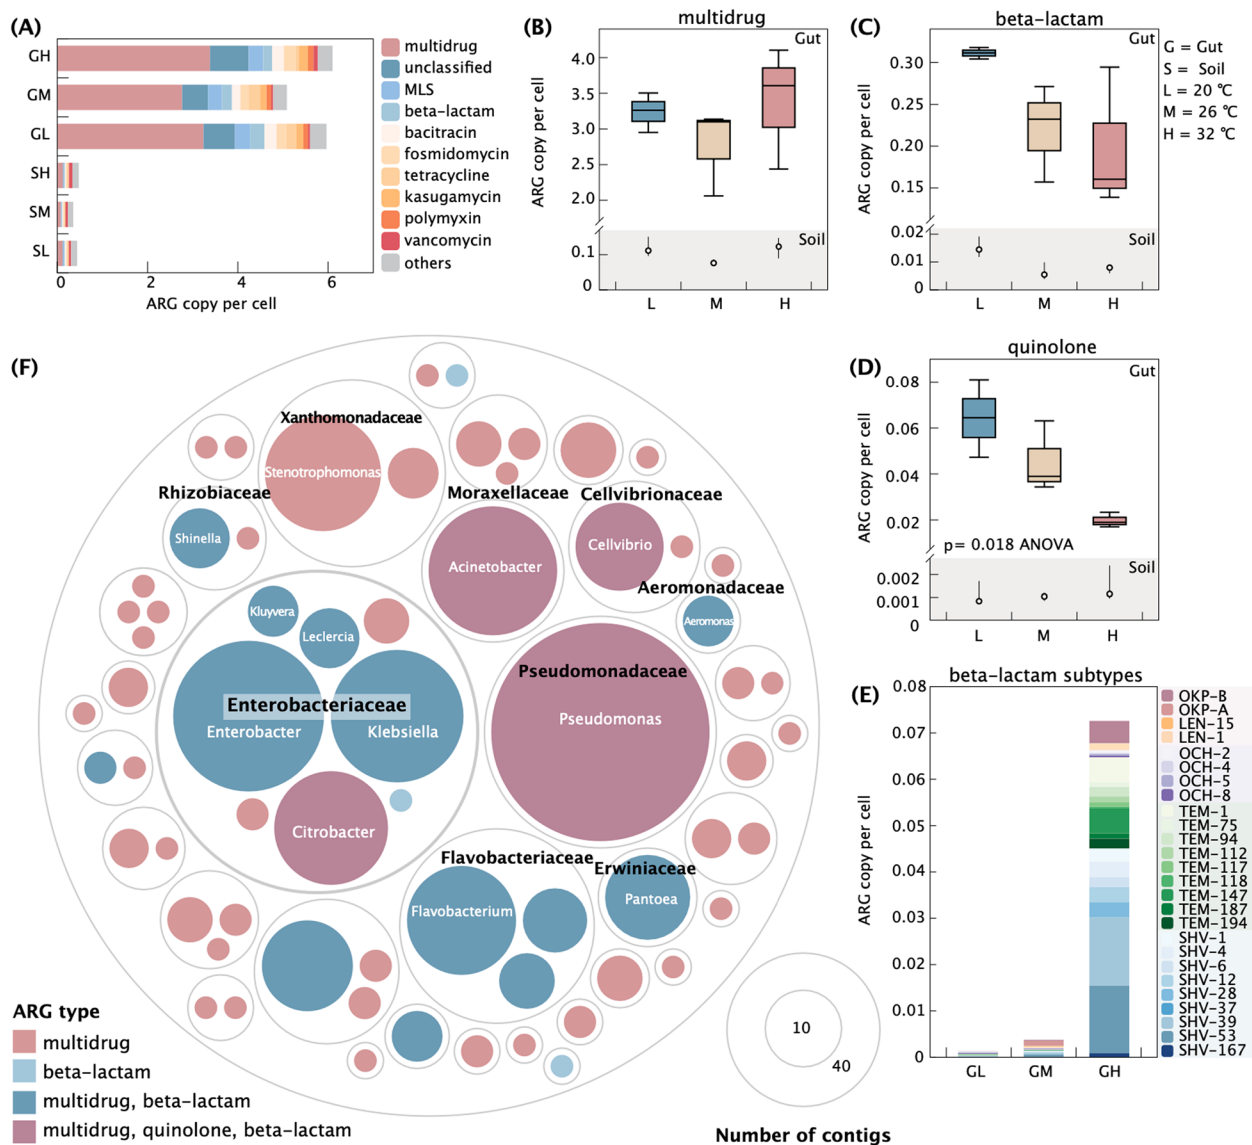 (A)
GH
GM
GL
SH
SM
SL
0
2
4
6
ARG copy per cell
multidrug
unclassified
MLS
beta-lactam
bacitracin
fosmidomycin
tetracycline
kasugamycin
polymyxin
vancomycin
others
(B)
multidrug
Gut
4.0
3.5
3.0
2.5
2.0
Soil
0.1
0
ARG copy per cell
L
M
H
(C)
beta-lactam
Gut
0.30
0.25
0.20
0.15
0.02
Soil
0.01
0
ARG copy per cell
L
M
H
G = Gut
S = Soil
L = 20 ℃
M = 26 ℃
H = 32 ℃
(D)
quinolone
Gut
0.08
0.06
0.04
0.02
p= 0.018 ANOVA
Soil
0.002
0.001
0
ARG copy per cell
L
M
H
(E)
beta-lactam subtypes
0.08
0.07
0.06
0.05
0.04
0.03
0.02
0.01
0
ARG copy per cell
GL
GM
GH
OKP-B
OKP-A
LEN-15
LEN-1
OCH-2
OCH-4
OCH-5
OCH-8
TEM-1
TEM-75
TEM-94
TEM-112
TEM-117
TEM-118
TEM-147
TEM-187
TEM-194
SHV-1
SHV-4
SHV-6
SHV-12
SHV-28
SHV-37
SHV-39
SHV-53
SHV-167
(F)
Xanthomonadaceae
Stenotrophomonas
Rhizobiaceae
Shinella
Moraxellaceae
Acinetobacter
Cellvibrionaceae
Cellvibrio
Aeromonadaceae
Aeromonas
Kluyvera
Leclercia
Enterobacteriaceae
Enterobacter
Klebsiella
Citrobacter
Pseudomonadaceae
Pseudomonas
Flavobacteriaceae
Flavobacterium
Erwiniaceae
Pantoea
10
40
Number of contigs
ARG type
multidrug
beta-lactam
multidrug, beta-lactam
multidrug, quinolone, beta-lactam